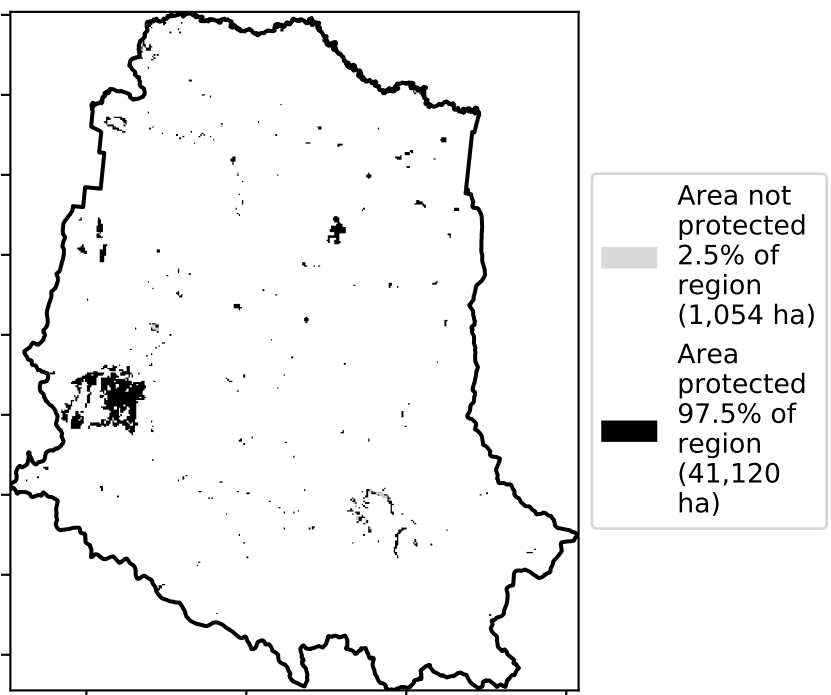 Area not
protected
2.5% of
region
(1,054 ha)
Area
protected
97.5% of
region
(41,120
ha)